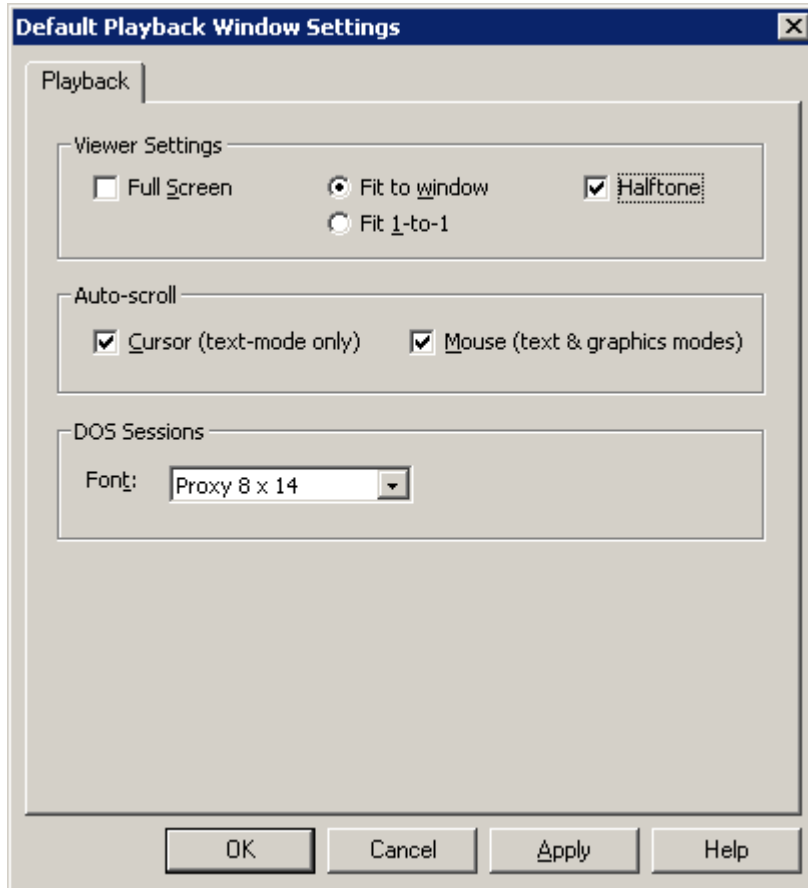 Default Playback Window Settings
Playback
Viewer Settings
Full Screen
Fit to window
Halftone
Fit 1-to-1
Auto-scroll
Cursor (text-mode only)
Mouse (text & graphics modes)
DOS Sessions
Font:
Proxy 8 x 14
OK
Cancel
Apply
Help